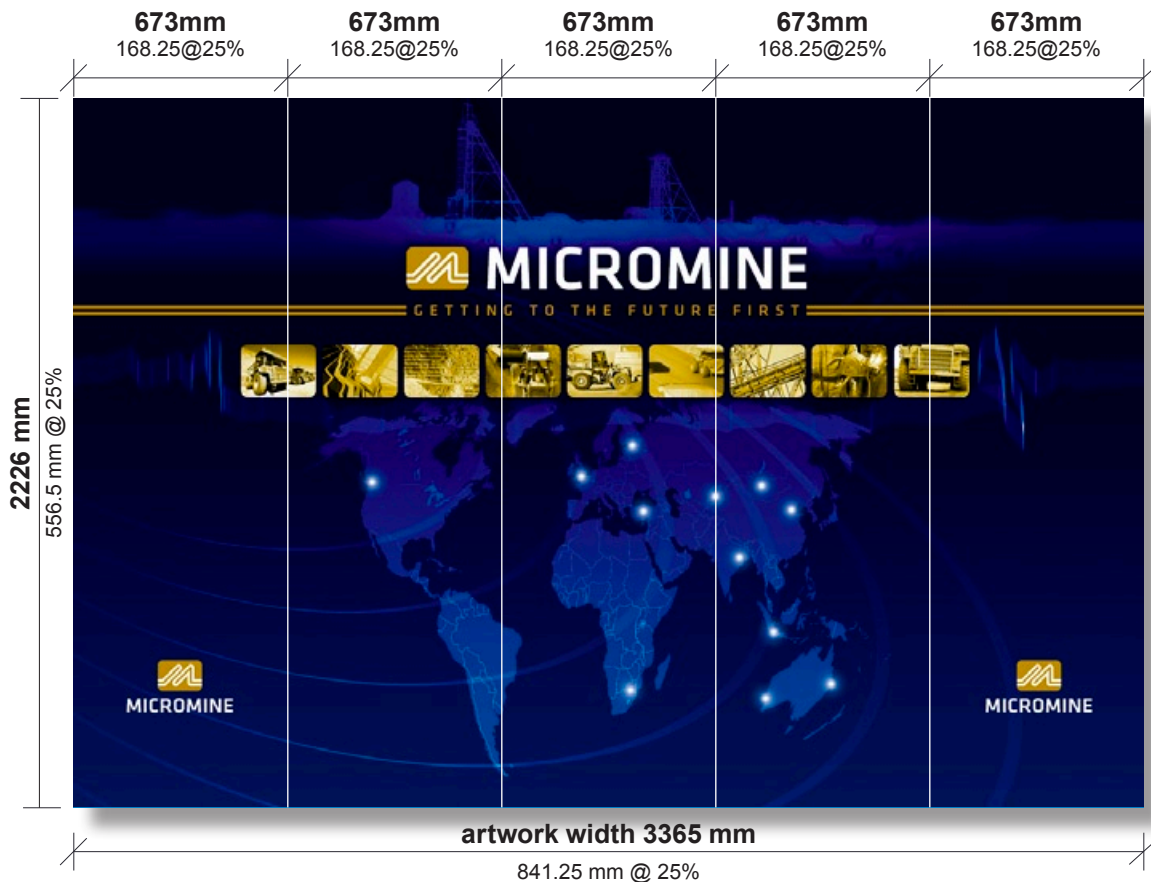 673mm 673mm 673mm 673mm 673mm
168.25@25% 168.25@25% 168.25@25% 168.25@25% 168.25@25%
MICROMINE
GETTING TO THE FUTURE FIRST
2226 mm
556.5 mm @ 25%
MICROMINE MICROMINE
artwork width 3365 mm
841.25 mm @ 25%